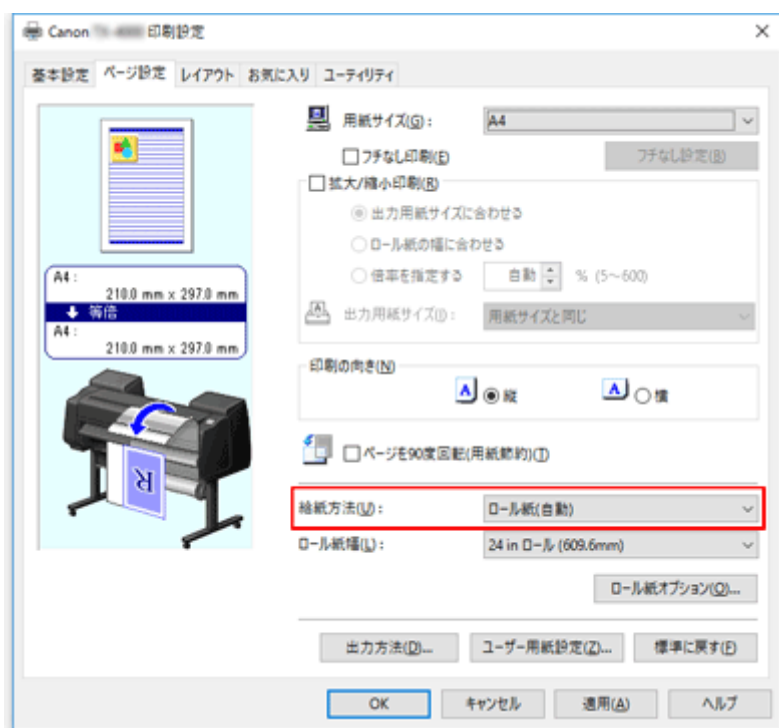 Canon 印刷設定
基本設定 ページ設定 レイアウト お気に入り ユーティリティ
用紙サイズ(G): A4
フチなし印刷(E) フチなし設定(B)
拡大/縮小印刷(R)
出力用紙サイズに合わせる
ロール紙の幅に合わせる
倍率を指定する 自動 % (5~600)
出力用紙サイズ(I): 用紙サイズと同じ
A4:
210.0 mm x 297.0 mm
等倍
A4:
210.0 mm x 297.0 mm
印刷の向き(N)
A 縦 A 横
ページを90度回転(用紙節約)(T)
R
給紙方法(U): ロール紙(自動)
ロール紙幅(L): 24 in ロール (609.6mm)
ロール紙オプション(O)...
出力方法(D)... ユーザー用紙設定(Z)... 標準に戻す(F)
OK キャンセル 適用(A) ヘルプ